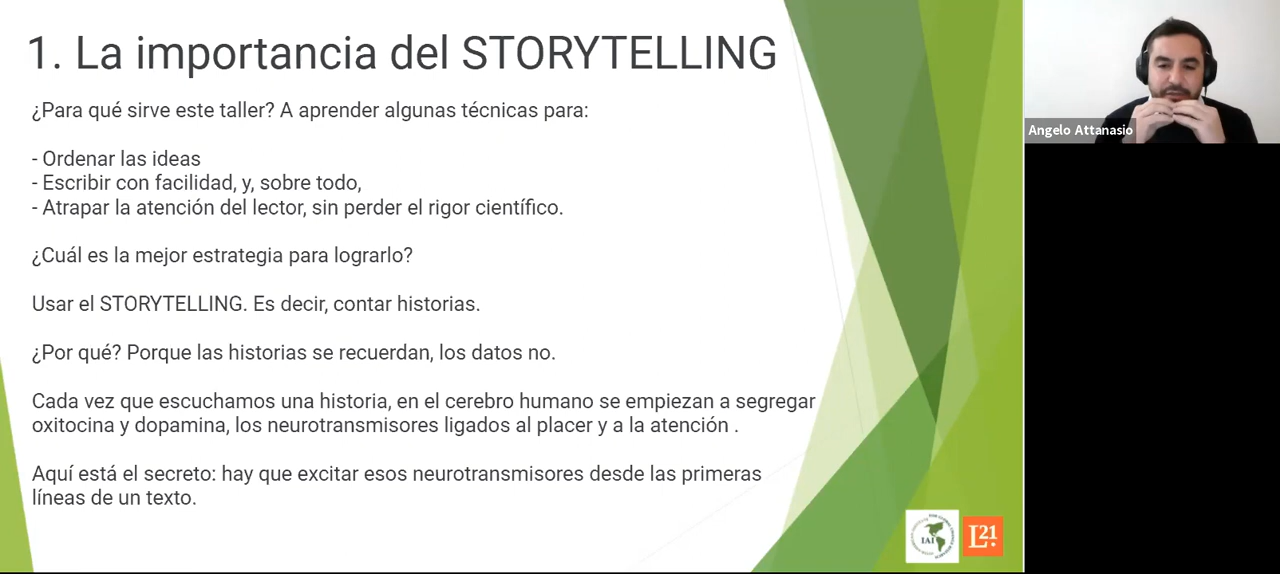 1. La importancia del STORYTELLING
¿Para qué sirve este taller? A aprender algunas técnicas para:
- Ordenar las ideas
- Escribir con facilidad, y, sobre todo,
- Atrapar la atención del lector, sin perder el rigor científico.
¿Cuál es la mejor estrategia para lograrlo?
Usar el STORYTELLING. Es decir, contar historias.
¿Por qué? Porque las historias se recuerdan, los datos no.
Cada vez que escuchamos una historia, en el cerebro humano se empiezan a segregar
oxitocina y dopamina, los neurotransmisores ligados al placer y a la atención .
Aquí está el secreto: hay que excitar esos neurotransmisores desde las primeras
líneas de un texto.
Angelo Attanasio
IAI
L21.